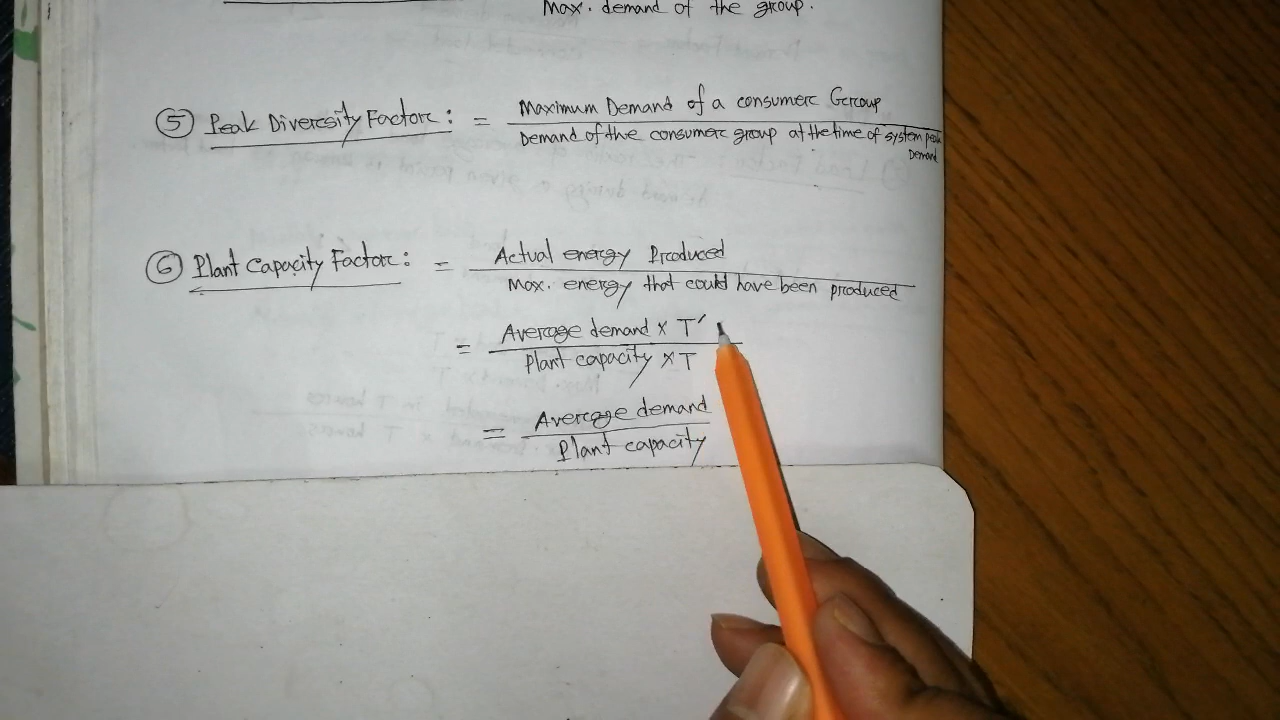 Max. demand of the group.
⑤ Peak Diversity Factor : = Maximum Demand of a consumer Group
Demand of the consumer group at the time of system peak
Demand
⑥ Plant Capacity Factor : = Actual energy Produced
Max. energy that could have been produced
= Average demand × T'
Plant capacity × T
= Average demand
Plant capacity